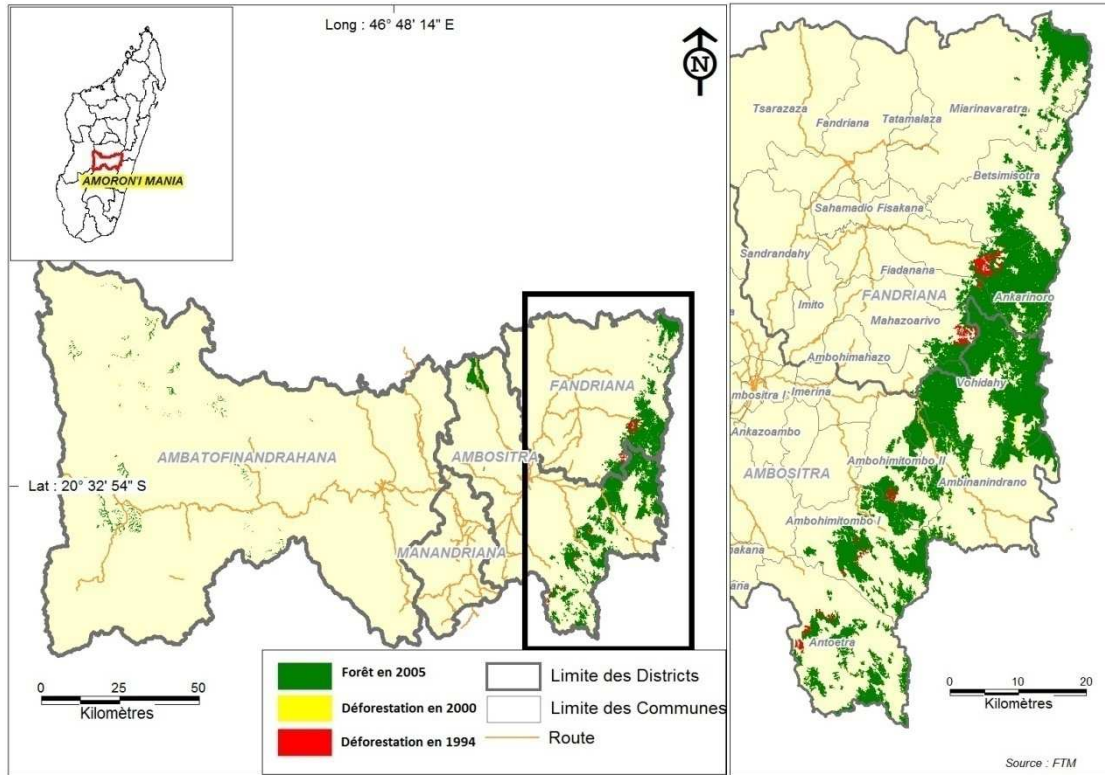 Long : 46° 48' 14" E
N
AMORON'I MANIA
FANDRIANA
AMBATOFINANDRAHANA
AMBOSITRA
Lat : 20° 32' 54" S
MANANDRIANA
0 25 50
Kilomètres
Forêt en 2005
Déforestation en 2000
Déforestation en 1994
Limite des Districts
Limite des Communes
Route
Tsarazaza
Fandriana
Tatamalaza
Miarinavaratra
Betsimisotra
Sahamadio Fisakana
Sandrandahy
Fiadanana
FANDRIANA
Ankarinoro
Imito
Mahazoarivo
Ambohimahazo
Vohidahy
Imerina
mbositra I
Ankazoambo
AMBOSITRA
Ambohimitombo II
Ambinanindrano
Ambohimitombo I
Antoetra
0 10 20
Kilomètres
Source : FTM